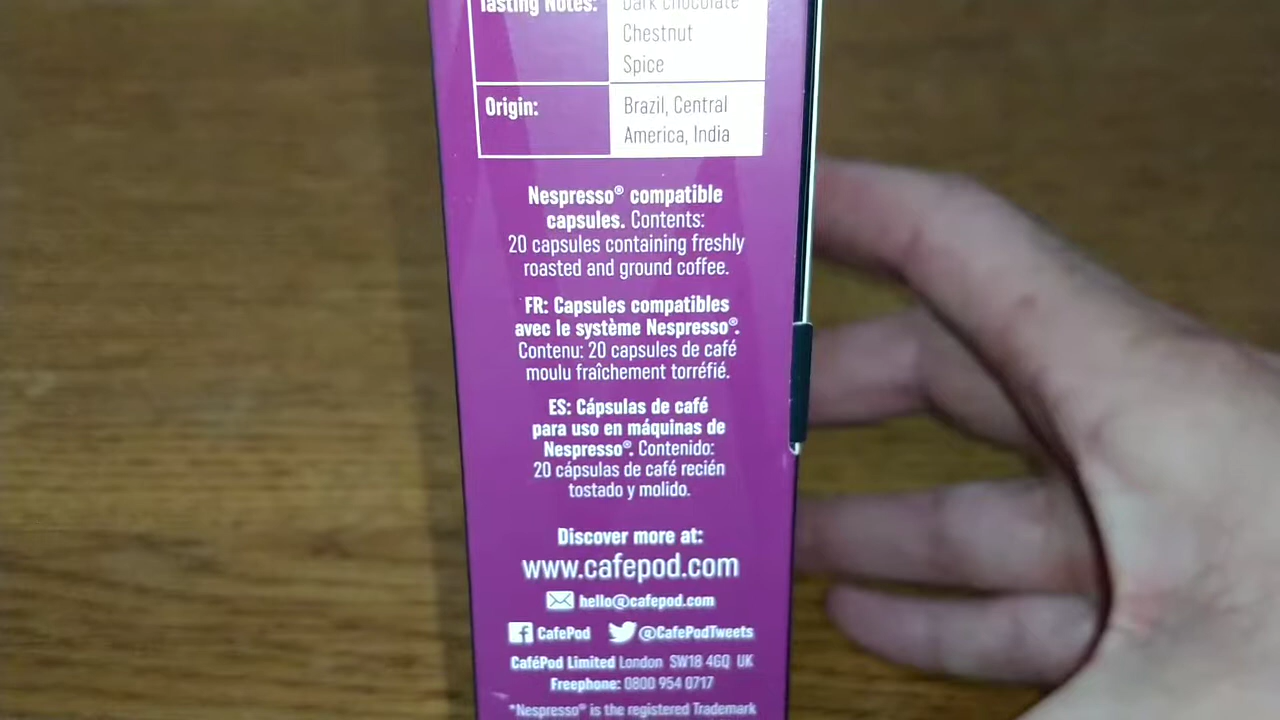 Tasting Notes:
Dark Chocolate
Chestnut
Spice
Origin:
Brazil, Central
America, India
Nespresso® compatible
capsules. Contents:
20 capsules containing freshly
roasted and ground coffee.
FR: Capsules compatibles
avec le système Nespresso®.
Contenu: 20 capsules de café
moulu fraîchement torréfié.
ES: Cápsulas de café
para uso en máquinas de
Nespresso®. Contenido:
20 cápsulas de café recién
tostado y molido.
Discover more at:
www.cafepod.com
hello@cafepod.com
CafePod @CafePodTweets
CaféPod Limited London SW18 4GQ UK
Freephone: 0800 954 0717
*Nespresso® is the registered Trademark